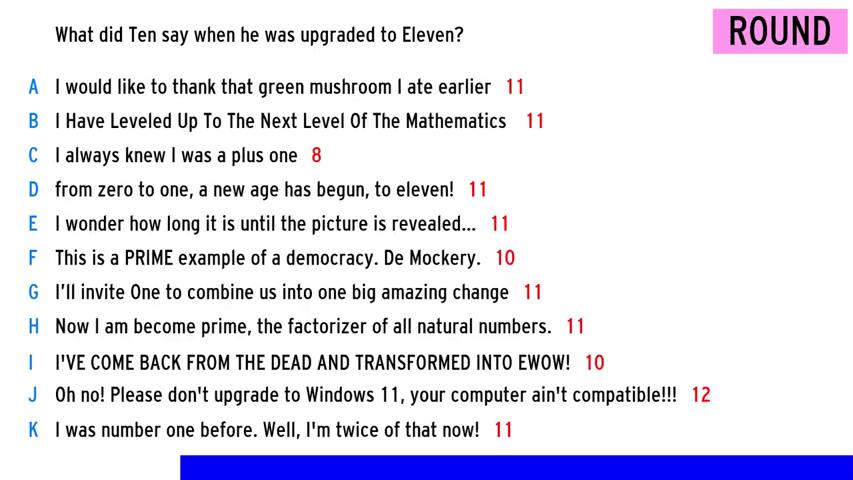 What did Ten say when he was upgraded to Eleven?
ROUND
A I would like to thank that green mushroom I ate earlier 11
B I Have Leveled Up To The Next Level Of The Mathematics 11
C I always knew I was a plus one 8
D from zero to one, a new age has begun, to eleven! 11
E I wonder how long it is until the picture is revealed... 11
F This is a PRIME example of a democracy. De Mockery. 10
G I'll invite One to combine us into one big amazing change 11
H Now I am become prime, the factorizer of all natural numbers. 11
I I'VE COME BACK FROM THE DEAD AND TRANSFORMED INTO EWOW! 10
J Oh no! Please don't upgrade to Windows 11, your computer ain't compatible!!! 12
K I was number one before. Well, I'm twice of that now! 11